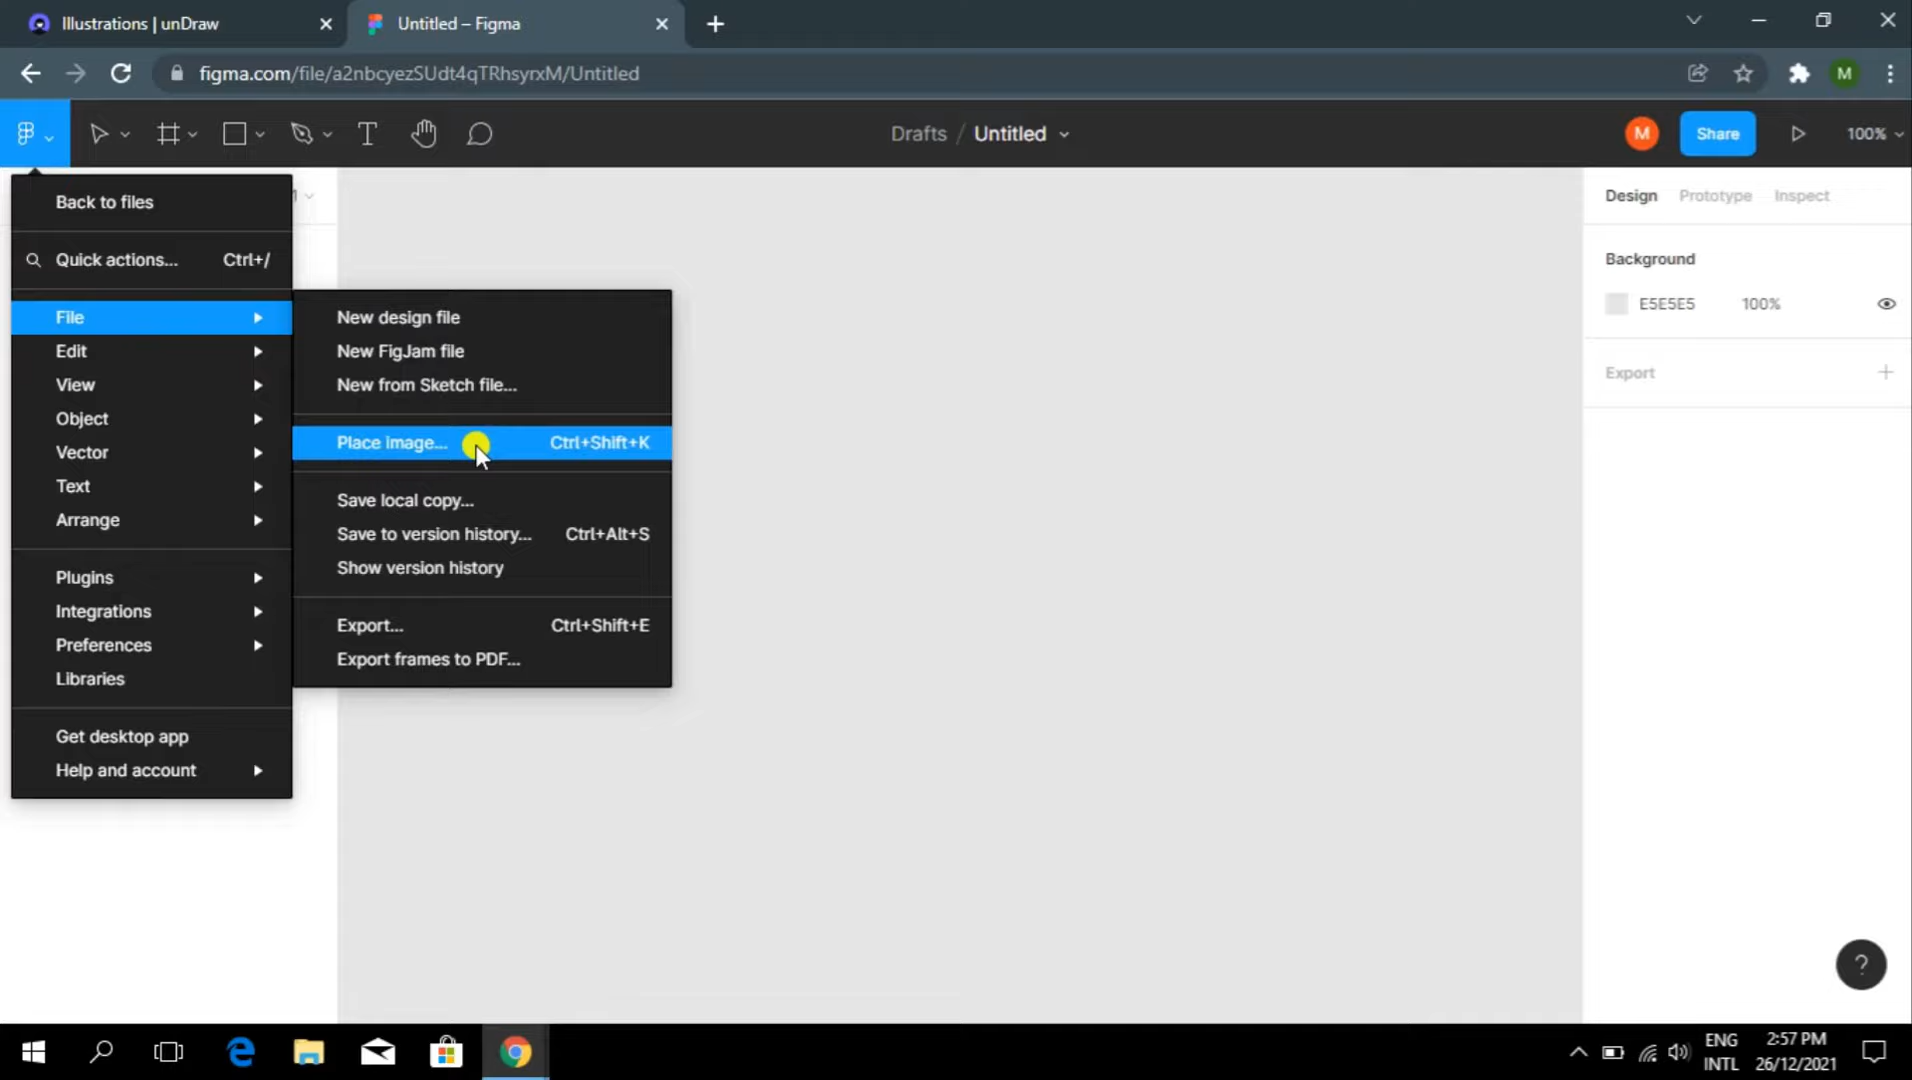 Illustrations | unDraw
Untitled – Figma
figma.com/file/a2nbcyezSUdt4qTRhsyrxM/Untitled
M
Drafts / Untitled
M
Share
100%
Back to files
Quick actions... Ctrl+/
File
Edit
View
Object
Vector
Text
Arrange
Plugins
Integrations
Preferences
Libraries
Get desktop app
Help and account
New design file
New FigJam file
New from Sketch file...
Place image... Ctrl+Shift+K
Save local copy...
Save to version history... Ctrl+Alt+S
Show version history
Export... Ctrl+Shift+E
Export frames to PDF...
Design Prototype Inspect
Background
E5E5E5 100%
Export
?
ENG
INTL
2:57 PM
26/12/2021